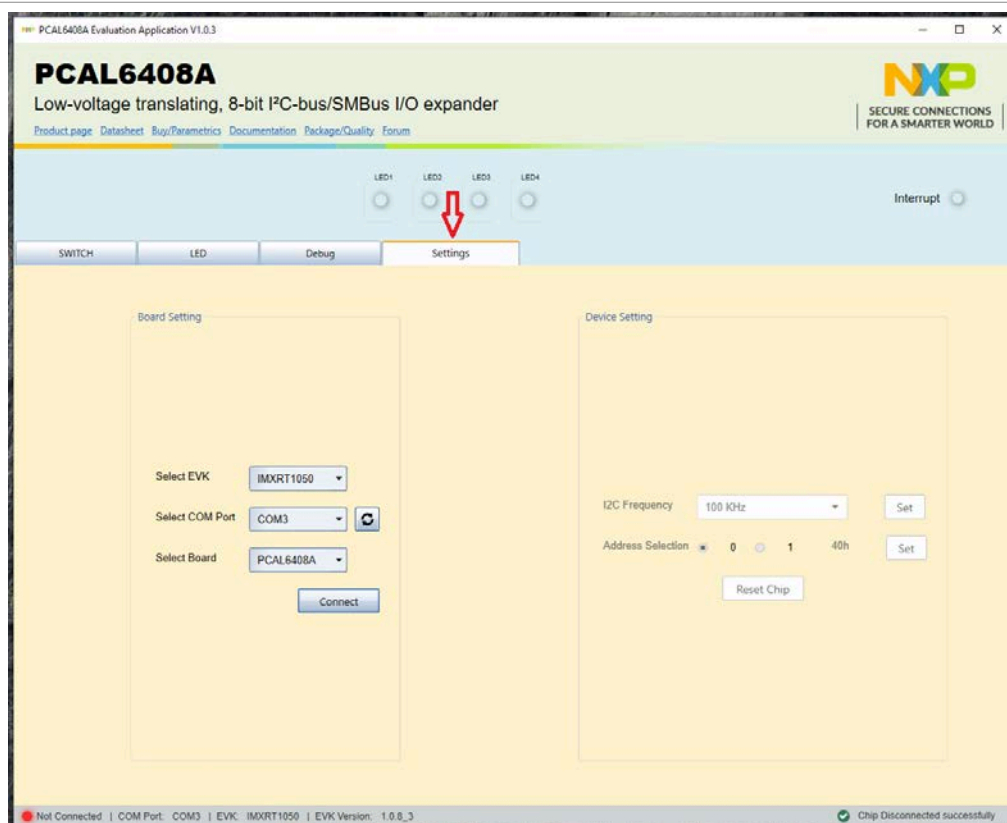 PCAL6408A Evaluation Application V1.0.3
PCAL6408A
Low-voltage translating, 8-bit I²C-bus/SMBus I/O expander
Product page Datasheet Buy/Parametrics Documentation Package/Quality Forum
NXP
SECURE CONNECTIONS
FOR A SMARTER WORLD
LED1 LED2 LED3 LED4
Interrupt
SWITCH LED Debug Settings
Board Setting
Select EVK IMXRT1050
Select COM Port COM3
Select Board PCAL6408A
Connect
Device Setting
I2C Frequency 100 KHz Set
Address Selection 0 1 40h Set
Reset Chip
Not Connected | COM Port: COM3 | EVK: IMXRT1050 | EVK Version: 1.0.8_3
Chip Disconnected successfully